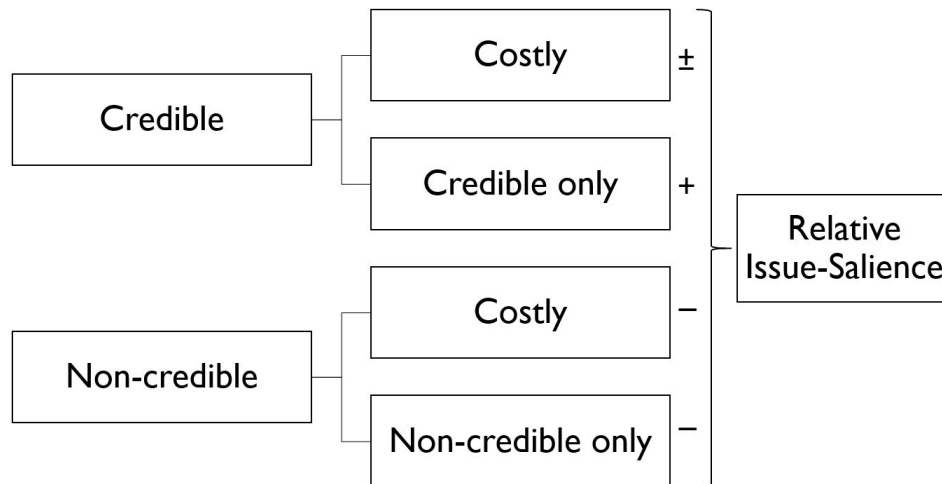 Costly
±
Credible
Credible only
+
Relative
Issue-Salience
Costly
–
Non-credible
Non-credible only
–